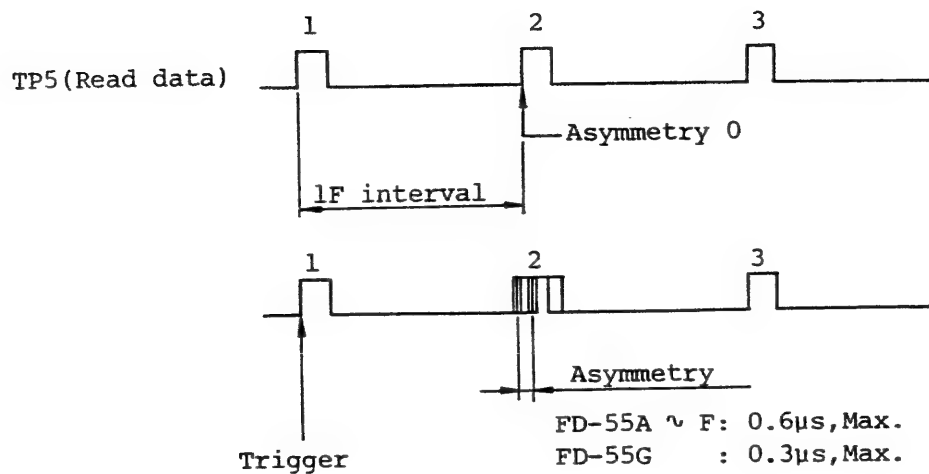 1 2 3
TP5(Read data)
Asymmetry 0
1F interval
1 2 3
Asymmetry
FD-55A ~ F: 0.6μs,Max.
FD-55G : 0.3μs,Max.
Trigger